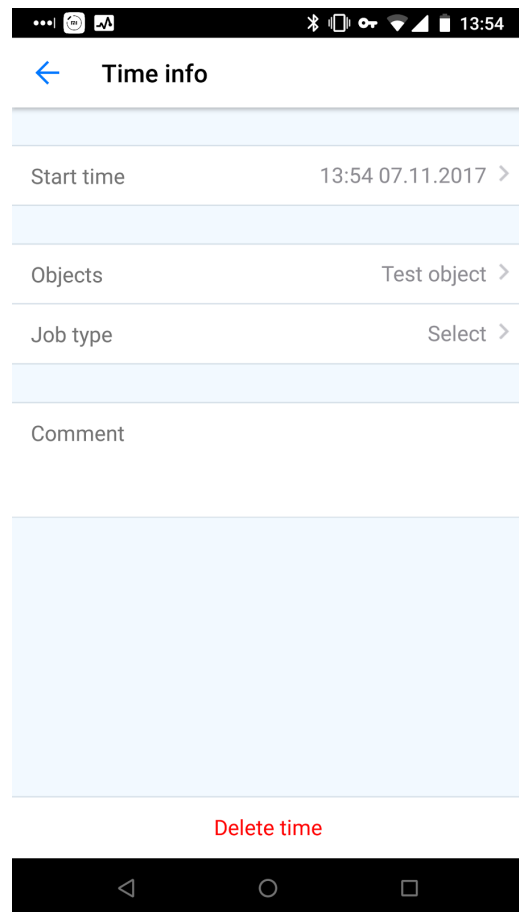 13:54
Time info
Start time 13:54 07.11.2017
Objects Test object
Job type Select
Comment
Delete time